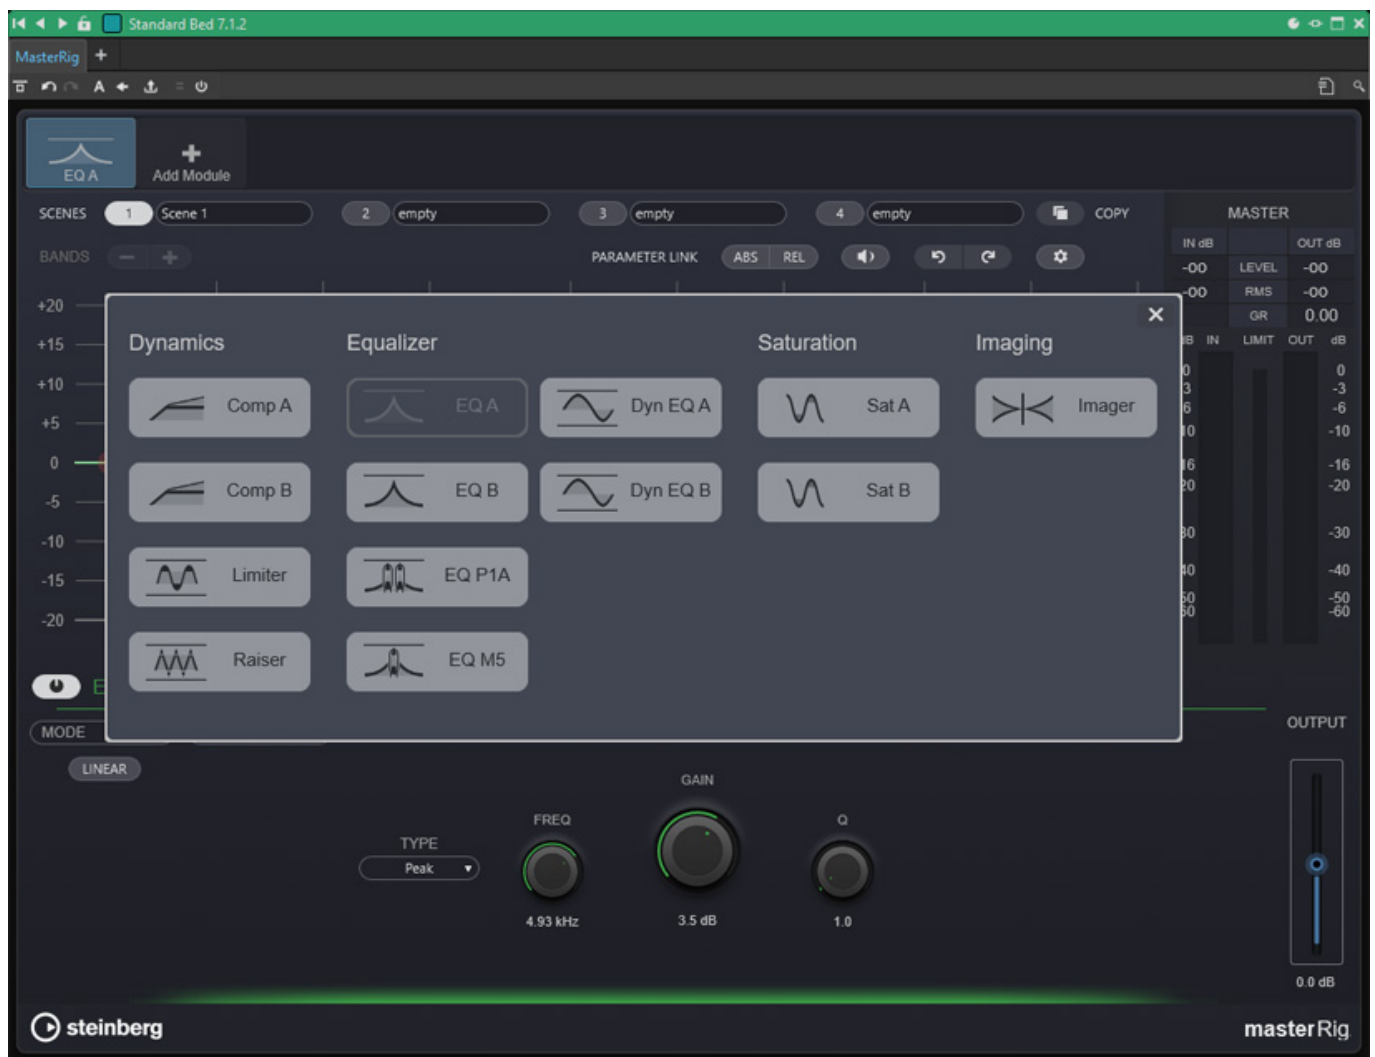 Standard Bed 7.1.2
MasterRig +
A
EQ A
Add Module
SCENES 1 Scene 1 2 empty 3 empty 4 empty COPY
MASTER
BANDS
PARAMETER LINK ABS REL
IN dB OUT dB
-00 LEVEL -00
-00 RMS -00
GR 0.00
IN LIMIT OUT dB
+20
+15
+10
+5
0
-5
-10
-15
-20
Dynamics Equalizer Saturation Imaging
Comp A EQ A Dyn EQ A Sat A Imager
Comp B EQ B Dyn EQ B Sat B
Limiter EQ P1A
Raiser EQ M5
0
-3
-6
-10
-16
-20
-30
-40
-50
-60
MODE
OUTPUT
LINEAR
GAIN
FREQ
Q
TYPE
Peak
4.93 kHz
3.5 dB
1.0
0.0 dB
steinberg
masterRig